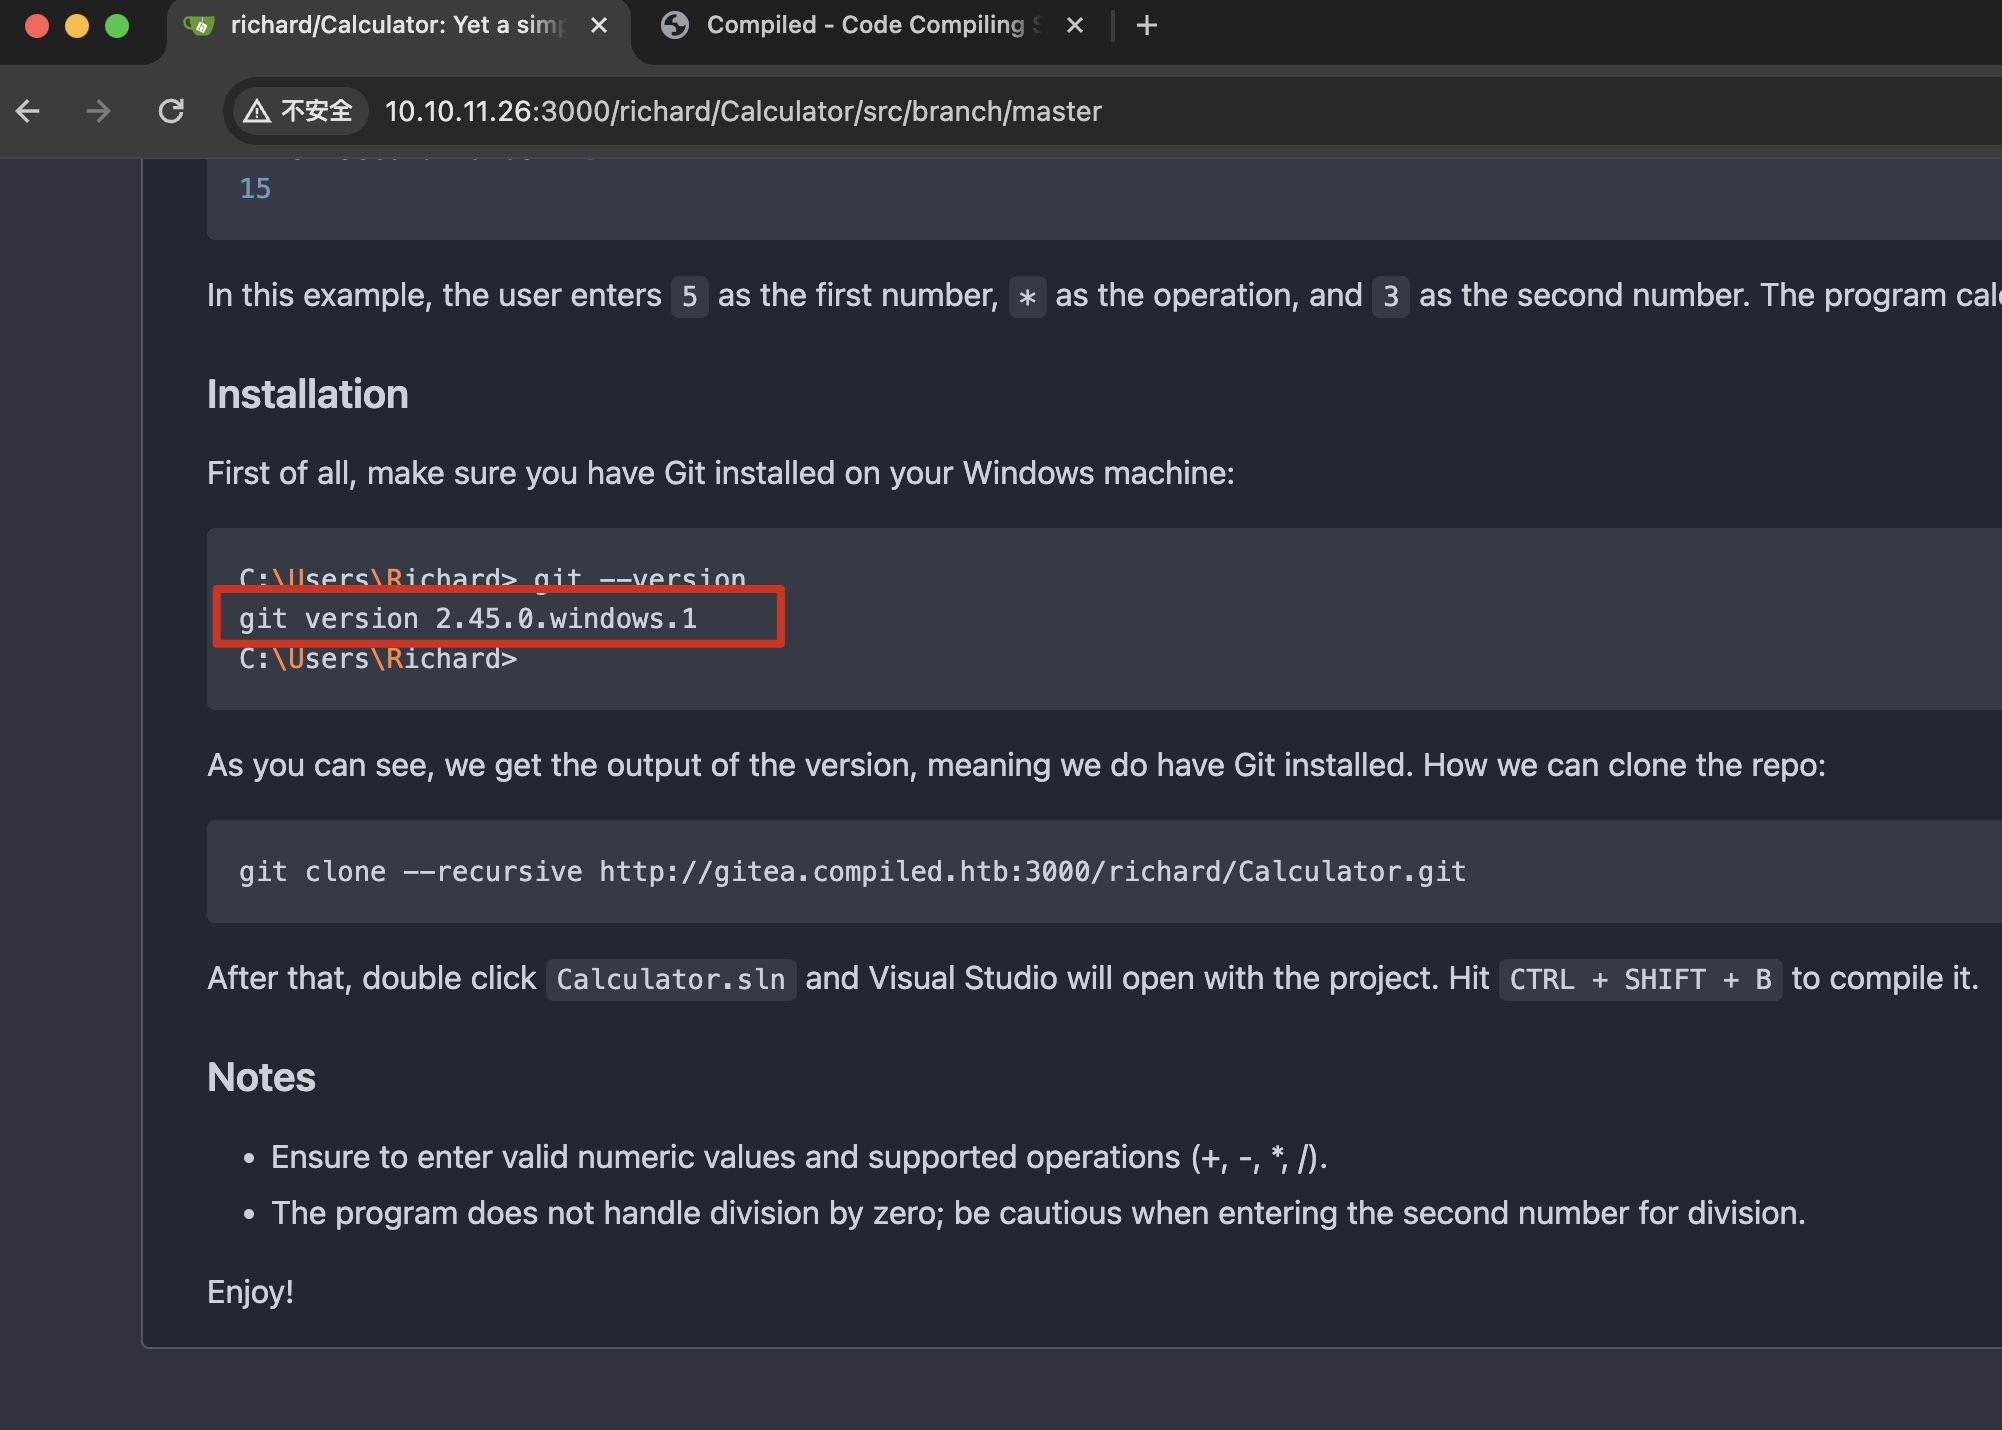 richard/Calculator: Yet a simp
Compiled - Code Compiling S
不安全 10.10.11.26:3000/richard/Calculator/src/branch/master
15
In this example, the user enters 5 as the first number, * as the operation, and 3 as the second number. The program calc
Installation
First of all, make sure you have Git installed on your Windows machine:
C:\Users\Richard> git --version
git version 2.45.0.windows.1
C:\Users\Richard>
As you can see, we get the output of the version, meaning we do have Git installed. How we can clone the repo:
git clone --recursive http://gitea.compiled.htb:3000/richard/Calculator.git
After that, double click Calculator.sln and Visual Studio will open with the project. Hit CTRL + SHIFT + B to compile it.
Notes
• Ensure to enter valid numeric values and supported operations (+, -, *, /).
• The program does not handle division by zero; be cautious when entering the second number for division.
Enjoy!